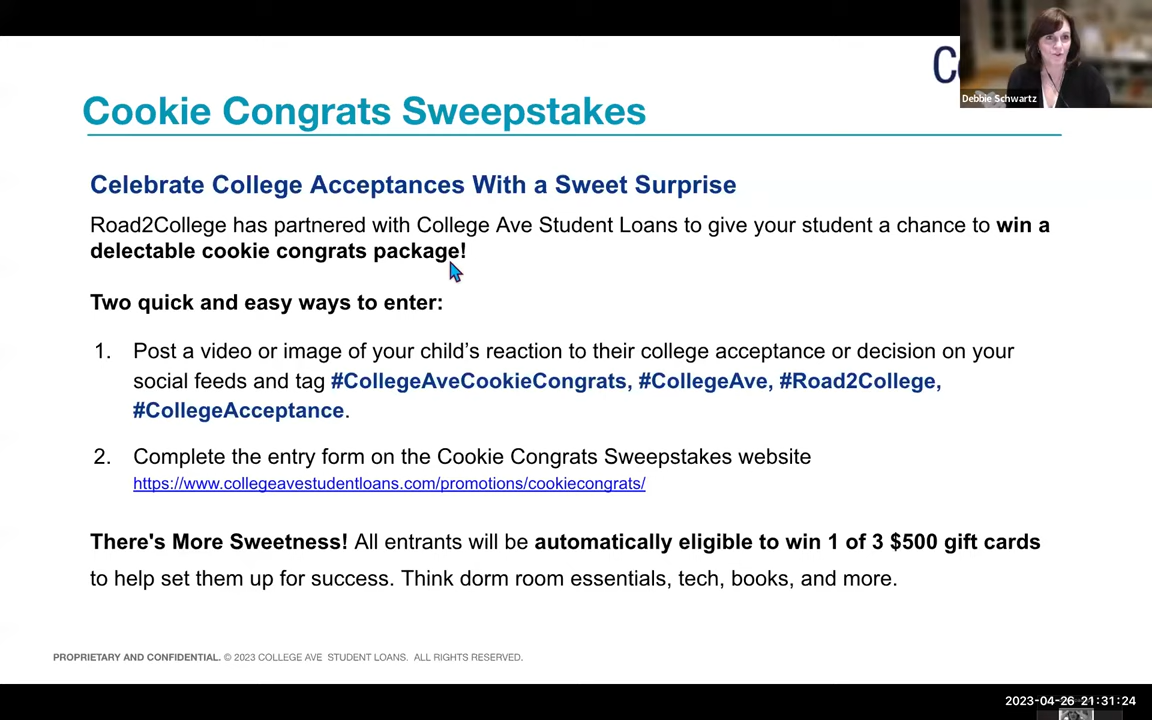 C
Debbie Schwartz
Cookie Congrats Sweepstakes
Celebrate College Acceptances With a Sweet Surprise
Road2College has partnered with College Ave Student Loans to give your student a chance to win a
delectable cookie congrats package!
Two quick and easy ways to enter:
1. Post a video or image of your child’s reaction to their college acceptance or decision on your
social feeds and tag #CollegeAveCookieCongrats, #CollegeAve, #Road2College,
#CollegeAcceptance.
2. Complete the entry form on the Cookie Congrats Sweepstakes website
https://www.collegeavestudentloans.com/promotions/cookiecongrats/
There's More Sweetness! All entrants will be automatically eligible to win 1 of 3 $500 gift cards
to help set them up for success. Think dorm room essentials, tech, books, and more.
PROPRIETARY AND CONFIDENTIAL. © 2023 COLLEGE AVE STUDENT LOANS. ALL RIGHTS RESERVED.
2023-04-26 21:31:24